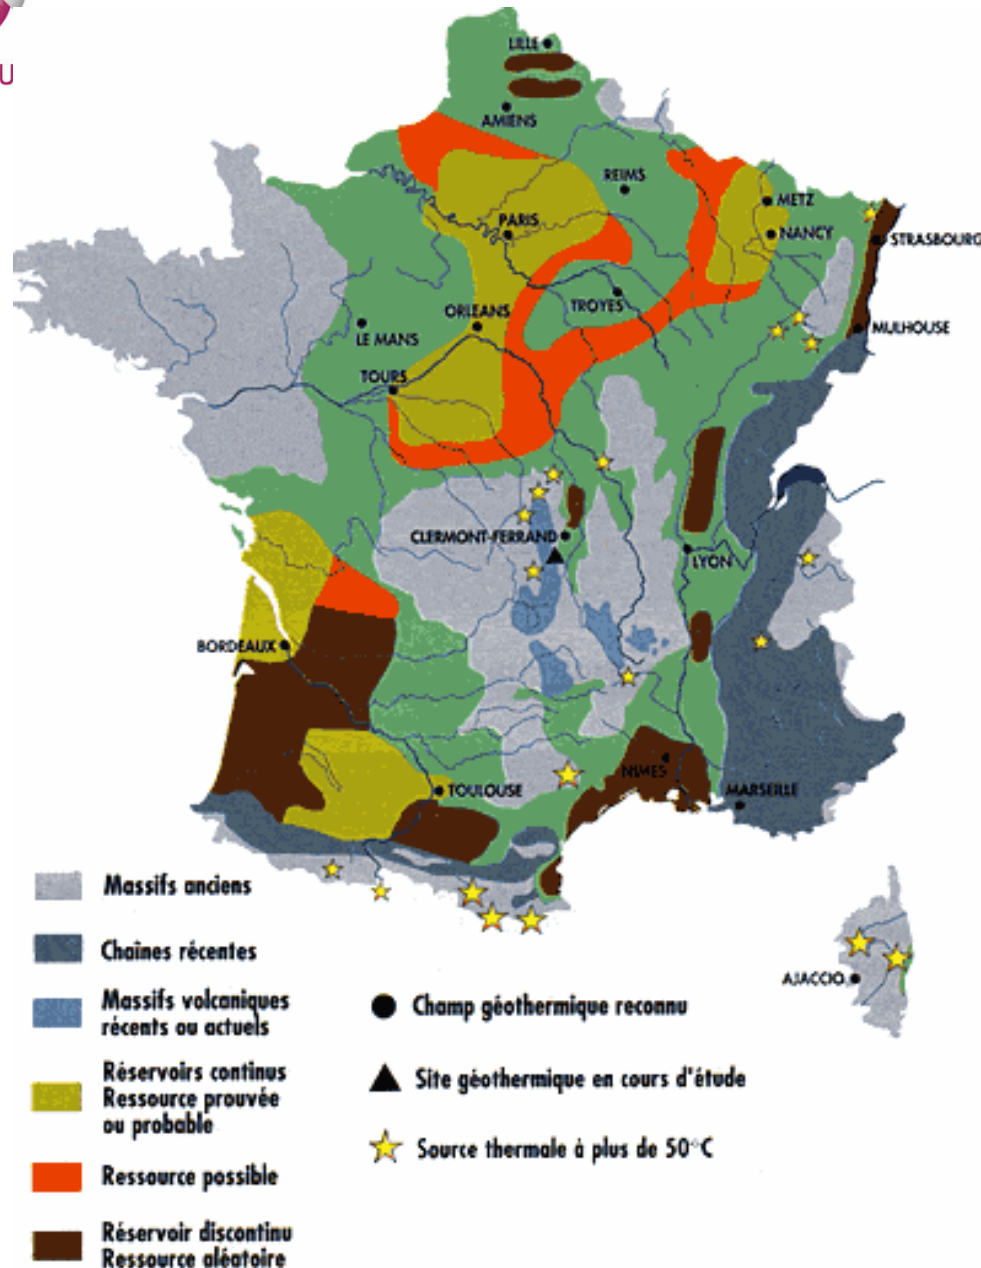 U
LILLE
AMIENS
REIMS
METZ
PARIS
NANCY
STRASBOURG
TROYES
ORLEANS
LE MANS
MULHOUSE
TOURS
CLERMONT-FERRAND
LYON
BORDEAUX
NIMES
TOULOUSE
MARSEILLE
AJACCIO
Massifs anciens
Chaînes récentes
Massifs volcaniques
récents ou actuels
Réservoirs continus
Ressource prouvée
ou probable
Ressource possible
Réservoir discontinu
Ressource aléatoire
Champ géothermique reconnu
Site géothermique en cours d'étude
Source thermale à plus de 50°C